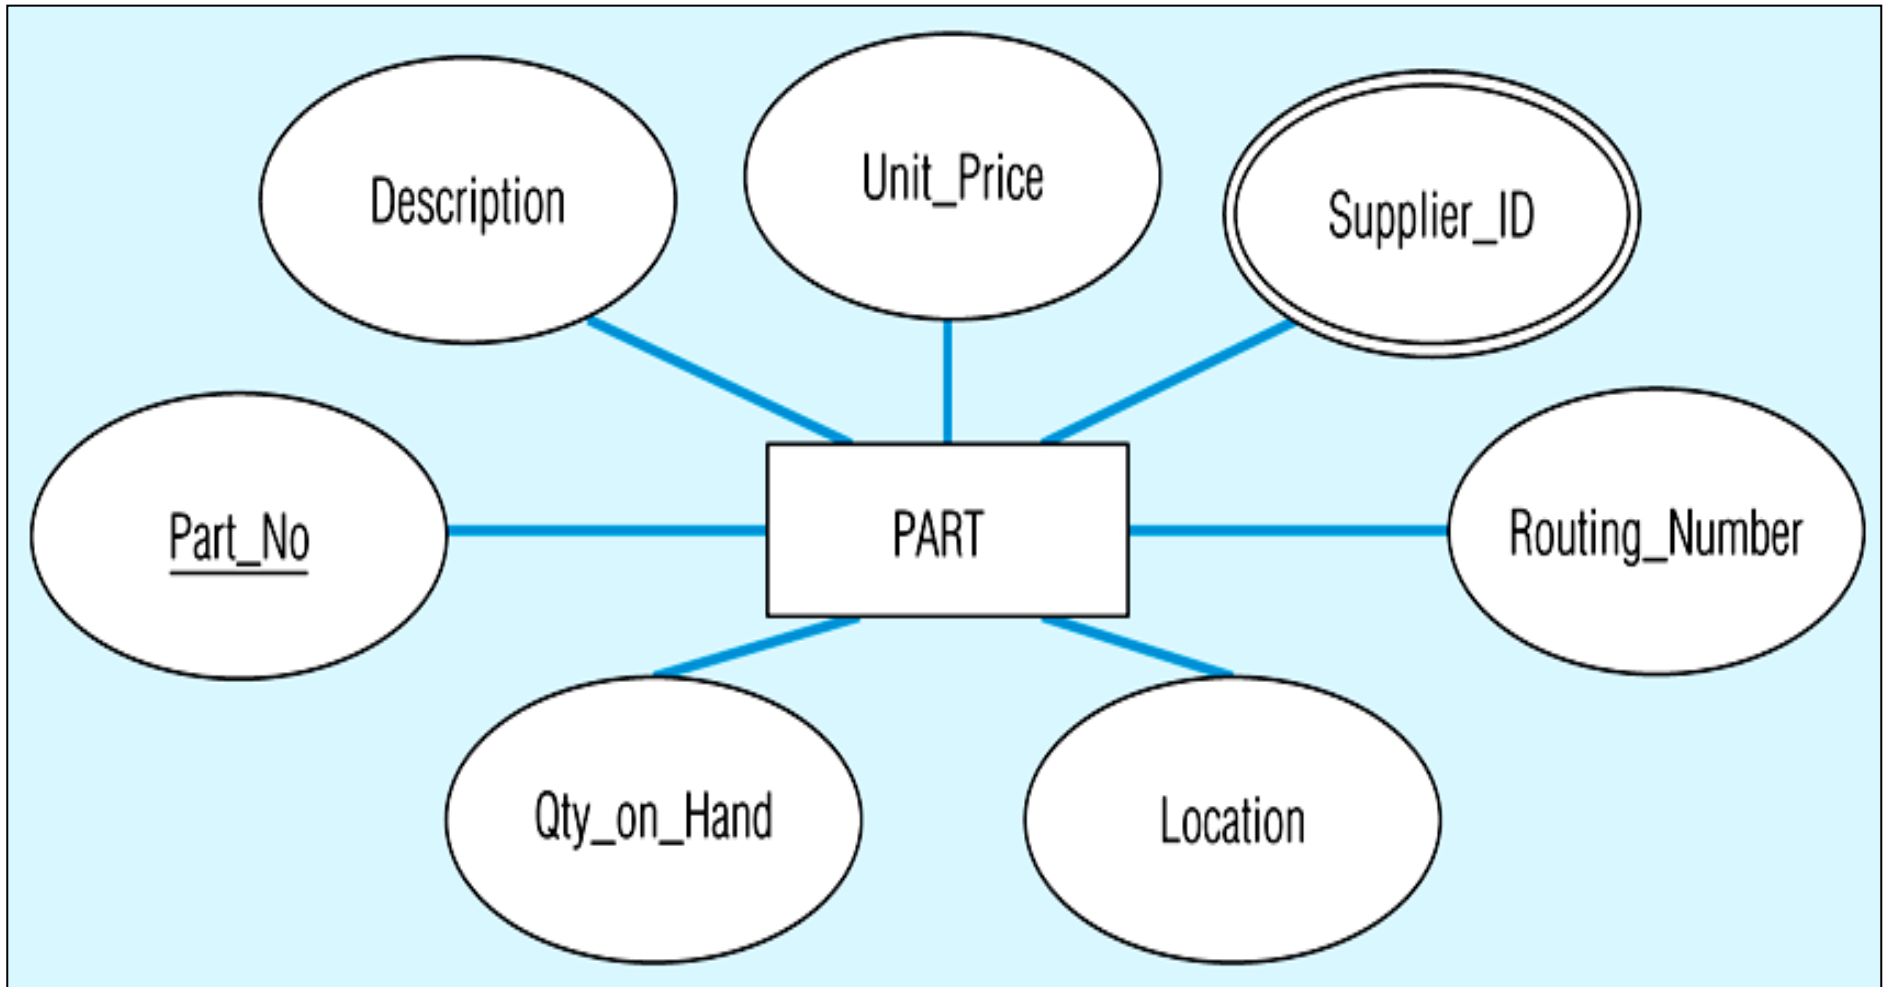 Description
Unit_Price
Supplier_ID
Part_No
PART
Routing_Number
Qty_on_Hand
Location